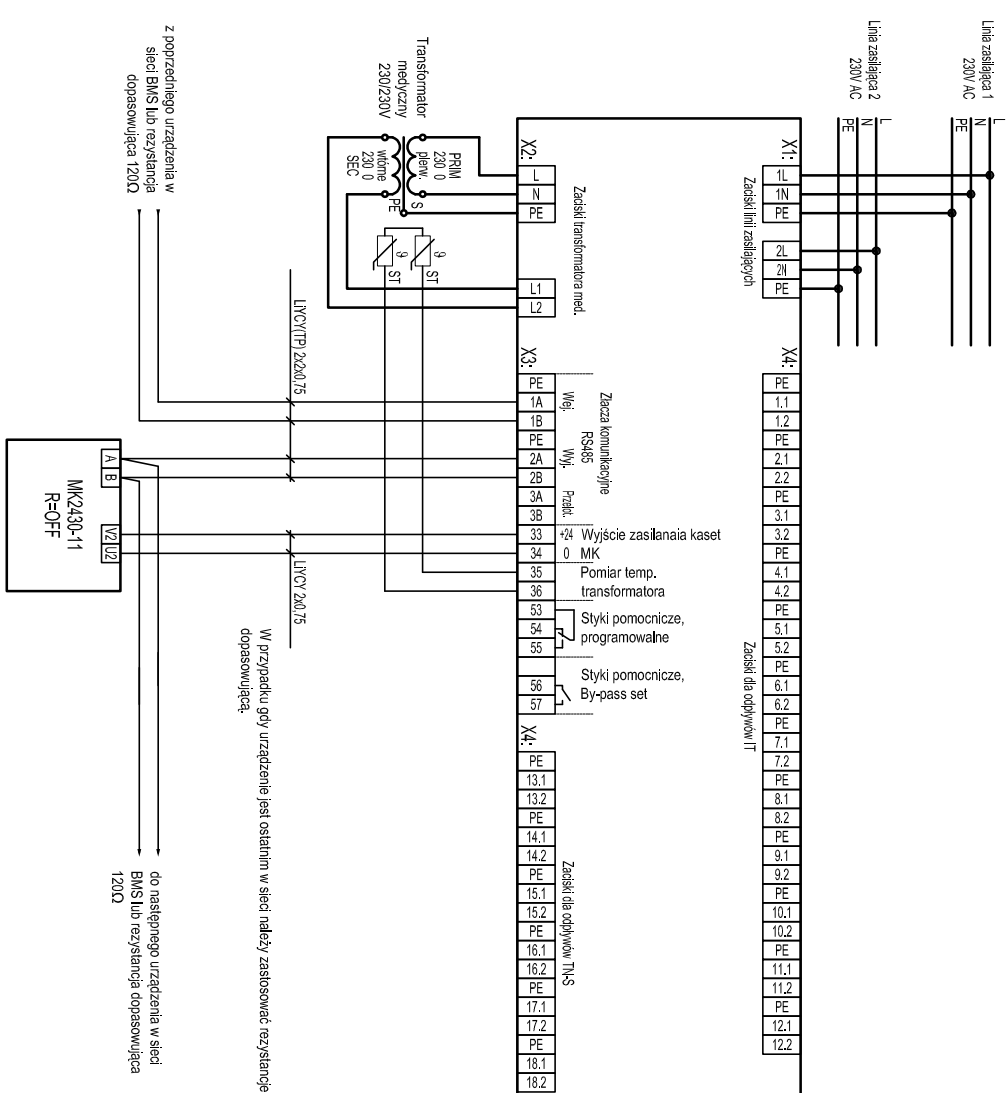 Linia zasilająca 1
230V AC
L
N
PE
Linia zasilająca 2
230V AC
L
N
PE
X1:
1L
1N
PE
2L
2N
PE
Zaciski linii zasilających
X2:
L
N
PE
L1
L2
Zaciski transformatora med.
Transformator
medyczny
230/230V
PRIM
230 0
pierw.
wtórne
230 0
SEC
S
PE
ϑ
ST
ϑ
ST
X3:
PE
1A
1B
PE
2A
2B
3A
3B
33
34
35
36
53
54
55
56
57
Wej.
Wyj.
Przelot.
Złacza komunikacyjne
RS485
+24 Wyjście zasilanaia kaset
0 MK
Pomiar temp.
transformatora
Styki pomocnicze,
programowalne
Styki pomocnicze,
By-pass set
X4:
PE
13.1
13.2
PE
14.1
14.2
PE
15.1
15.2
PE
16.1
16.2
PE
17.1
17.2
PE
18.1
18.2
Zaciski dla odpływów TN-S
X4:
PE
1.1
1.2
PE
2.1
2.2
PE
3.1
3.2
PE
4.1
4.2
PE
5.1
5.2
PE
6.1
6.2
PE
7.1
7.2
PE
8.1
8.2
PE
9.1
9.2
PE
10.1
10.2
PE
11.1
11.2
PE
12.1
12.2
Zaciski dla odpływów IT
z poprzedniego urządzenia w
sieci BMS lub rezystancja
dopasowująca 120Ω
LiYCY(TP) 2x2x0,75
LiYCY 2x0,75
A
B
V2
U2
MK2430-11
R=OFF
W przypadku gdy urządzenie jest ostatnim w sieci należy zastosować rezystancje
dopasowującą.
do następnego urządzenia w sieci
BMS lub rezystancja dopasowująca
120Ω